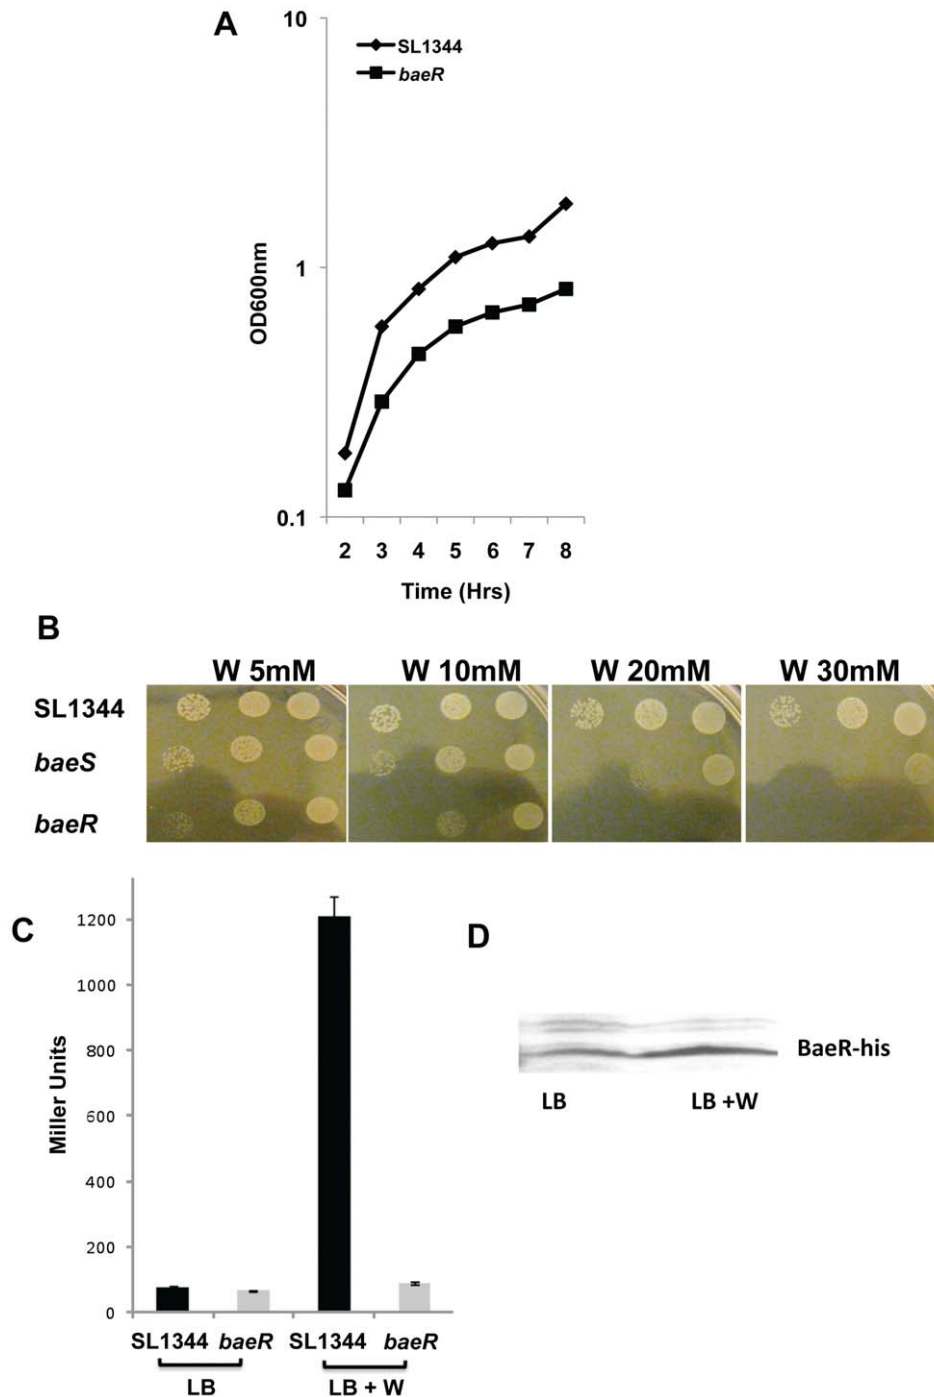 A
10
SL1344
baeR
1
OD600nm
0.1
2 3 4 5 6 7 8
Time (Hrs)
B
W 5mM W 10mM W 20mM W 30mM
SL1344
baeS
baeR
C
1200
1000
800
600
400
200
0
Miller Units
SL1344 baeR SL1344 baeR
LB LB + W
D
BaeR-his
LB LB +W